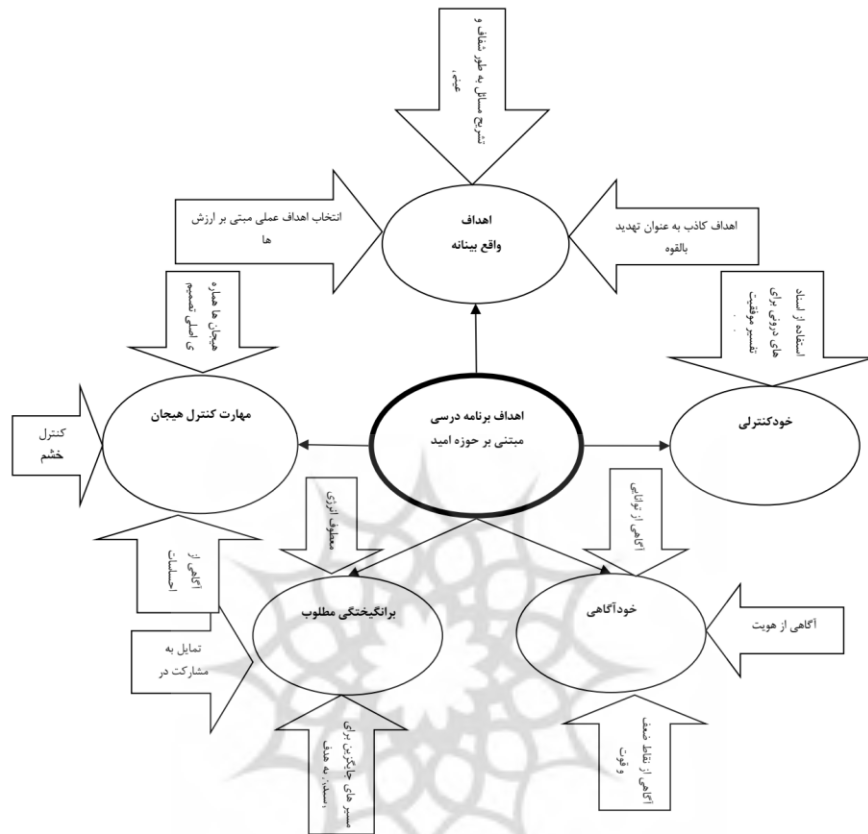 تشریح مسائل به طور شفاف و
عینی
انتخاب اهداف عملی مبتی بر ارزش
ها
اهداف
واقع بینانه
اهداف کاذب به عنوان تهدید
بالقوه
هیجان ها هماره
ی اصلی تصمیم
استفاده از اسناد
های درونی برای
تفسیر موفقیت
مهارت کنترل هیجان
اهداف برنامه درسی
مبتنی بر حوزه امید
خودکنترلی
کنترل
خشم
آگاهی از
احساسات
معطوف انرژی
آگاهی از توانایی
برانگیختگی مطلوب
خودآگاهی
آگاهی از هویت
تمایل به
مشارکت در
مسیر های جایگزین برای
رسیدن به هدف
آگاهی از نقاط ضعف
و قوت